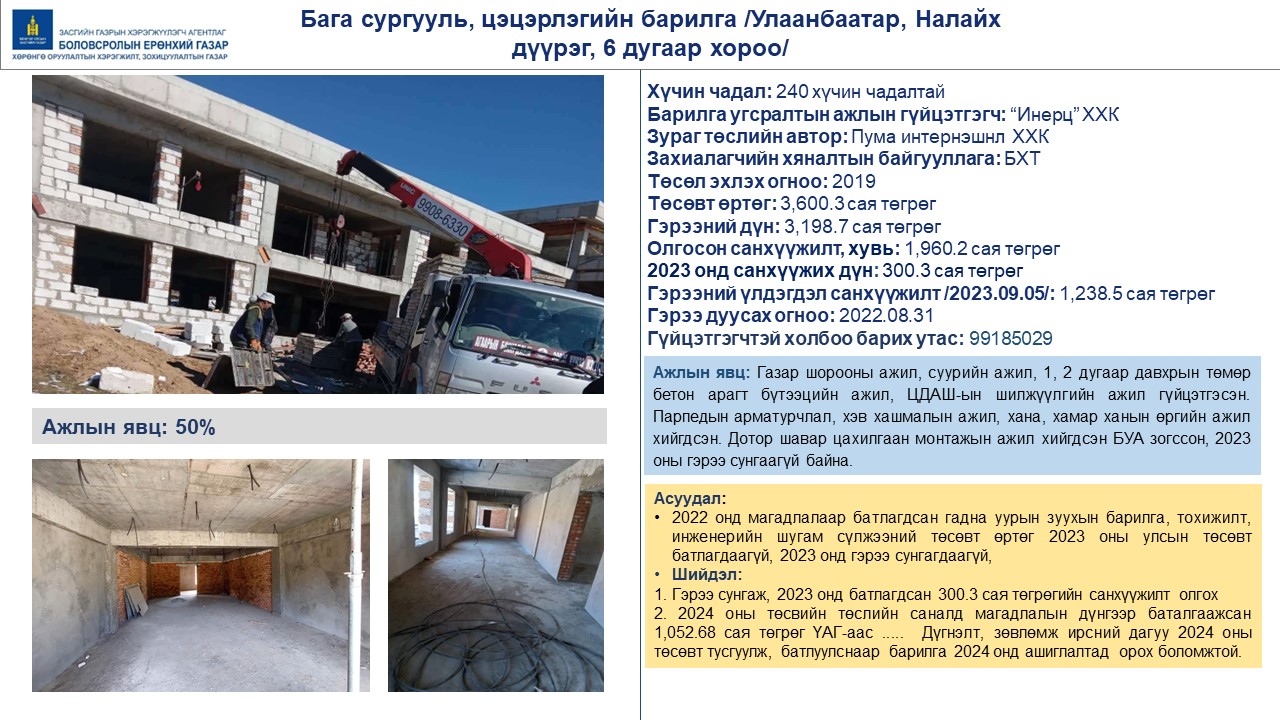 ЗАСГИЙН ГАЗРЫН ХЭРЭГЖҮҮЛЭГЧ АГЕНТЛАГ
БОЛОВСРОЛЫН ЕРӨНХИЙ ГАЗАР
ХӨРӨНГӨ ОРУУЛАЛТЫН ХЭРЭГЖИЛТ, ЗОХИЦУУЛАЛТЫН ГАЗАР
Бага сургууль, цэцэрлэгийн барилга /Улаанбаатар, Налайх
дүүрэг, 6 дугаар хороо/
UNIC
9908-6330
FUSO
Ажлын явц: 50%
Хүчин чадал: 240 хүчин чадалтай
Барилга угсралтын ажлын гүйцэтгэгч: “Инерц” ХХК
Зураг төслийн автор: Пума интернэшнл ХХК
Захиалагчийн хяналтын байгууллага: БХТ
Төсөл эхлэх огноо: 2019
Төсөвт өртөг: 3,600.3 сая төгрөг
Гэрээний дүн: 3,198.7 сая төгрөг
Олгосон санхүүжилт, хувь: 1,960.2 сая төгрөг
2023 онд санхүүжих дүн: 300.3 сая төгрөг
Гэрээний үлдэгдэл санхүүжилт /2023.09.05/: 1,238.5 сая төгрөг
Гэрээ дуусах огноо: 2022.08.31
Гүйцэтгэгчтэй холбоо барих утас: 99185029
Ажлын явц: Газар шорооны ажил, суурийн ажил, 1, 2 дугаар давхрын төмөр
бетон арагт бүтээцийн ажил, ЦДАШ-ын шилжүүлгийн ажил гүйцэтгэсэн.
Парпедын арматурчлал, хэв хашмалын ажил, хана, хамар ханын өргийн ажил
хийгдсэн. Дотор шавар цахилгаан монтажын ажил хийгдсэн БУА зогссон, 2023
оны гэрээ сунгаагүй байна.
Асуудал:
• 2022 онд магадлалаар батлагдсан гадна уурын зуухын барилга, тохижилт,
инженерийн шугам сүлжээний төсөвт өртөг 2023 оны улсын төсөвт
батлагдаагүй, 2023 онд гэрээ сунгагдаагүй,
• Шийдэл:
1. Гэрээ сунгаж, 2023 онд батлагдсан 300.3 сая төгрөгийн санхүүжилт олгох
2. 2024 оны төсвийн төслийн саналд магадлалын дүнгээр баталгаажсан
1,052.68 сая төгрөг ҮАГ-аас ..... Дүгнэлт, зөвлөмж ирсний дагуу 2024 оны
төсөвт тусгуулж, батлуулснаар барилга 2024 онд ашиглалтад орох боломжтой.